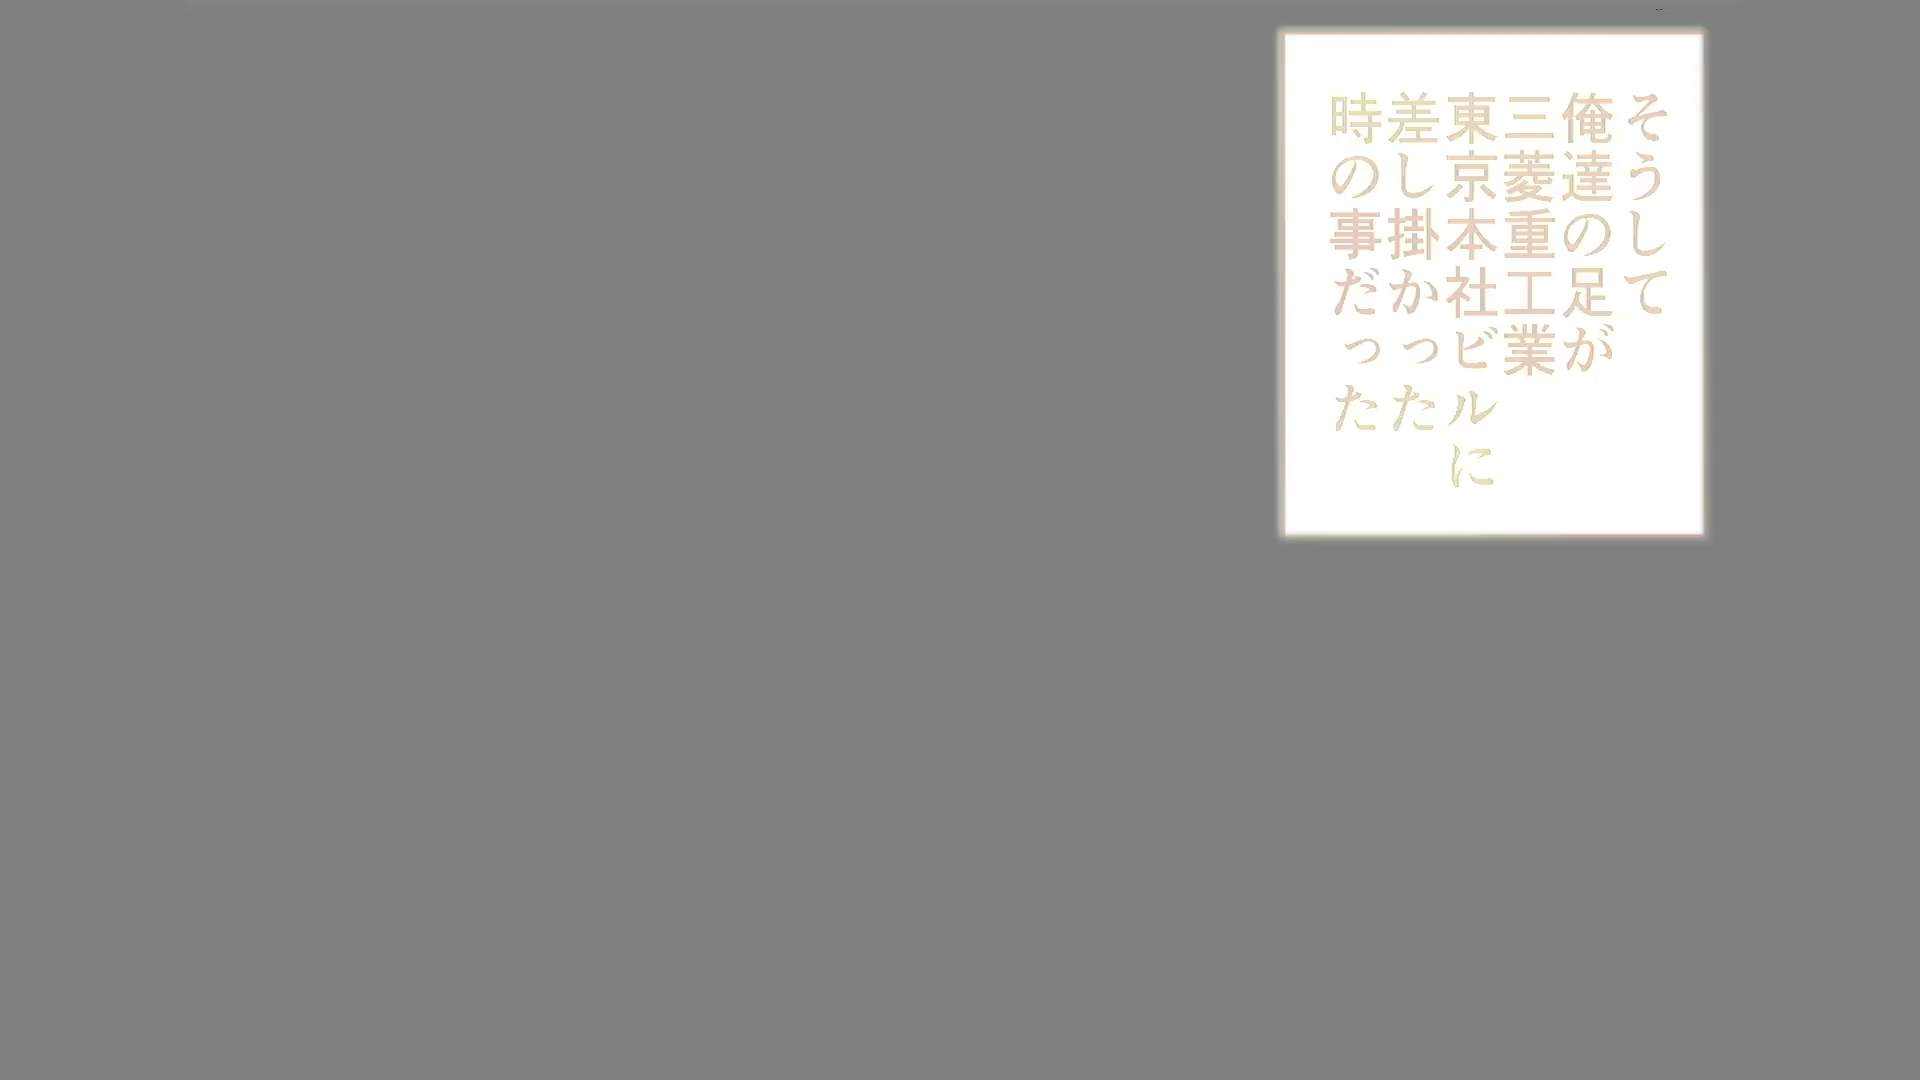 そうして
俺達の足が
三菱重工業
東京本社ビルに
差し掛かった
時の事だった